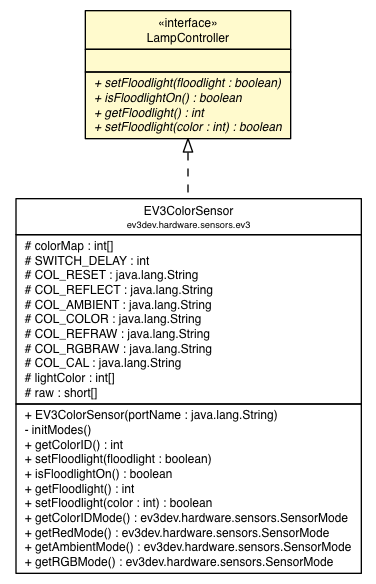 «interface»
LampController
+ setFloodlight(floodlight : boolean)
+ isFloodlightOn() : boolean
+ getFloodlight() : int
+ setFloodlight(color : int) : boolean
EV3ColorSensor
ev3dev.hardware.sensors.ev3
# colorMap : int[]
# SWITCH_DELAY : int
# COL_RESET : java.lang.String
# COL_REFLECT : java.lang.String
# COL_AMBIENT : java.lang.String
# COL_COLOR : java.lang.String
# COL_REFRAW : java.lang.String
# COL_RGBRAW : java.lang.String
# COL_CAL : java.lang.String
# lightColor : int[]
# raw : short[]
+ EV3ColorSensor(portName : java.lang.String)
- initModes()
+ getColorID() : int
+ setFloodlight(floodlight : boolean)
+ isFloodlightOn() : boolean
+ getFloodlight() : int
+ setFloodlight(color : int) : boolean
+ getColorIDMode() : ev3dev.hardware.sensors.SensorMode
+ getRedMode() : ev3dev.hardware.sensors.SensorMode
+ getAmbientMode() : ev3dev.hardware.sensors.SensorMode
+ getRGBMode() : ev3dev.hardware.sensors.SensorMode